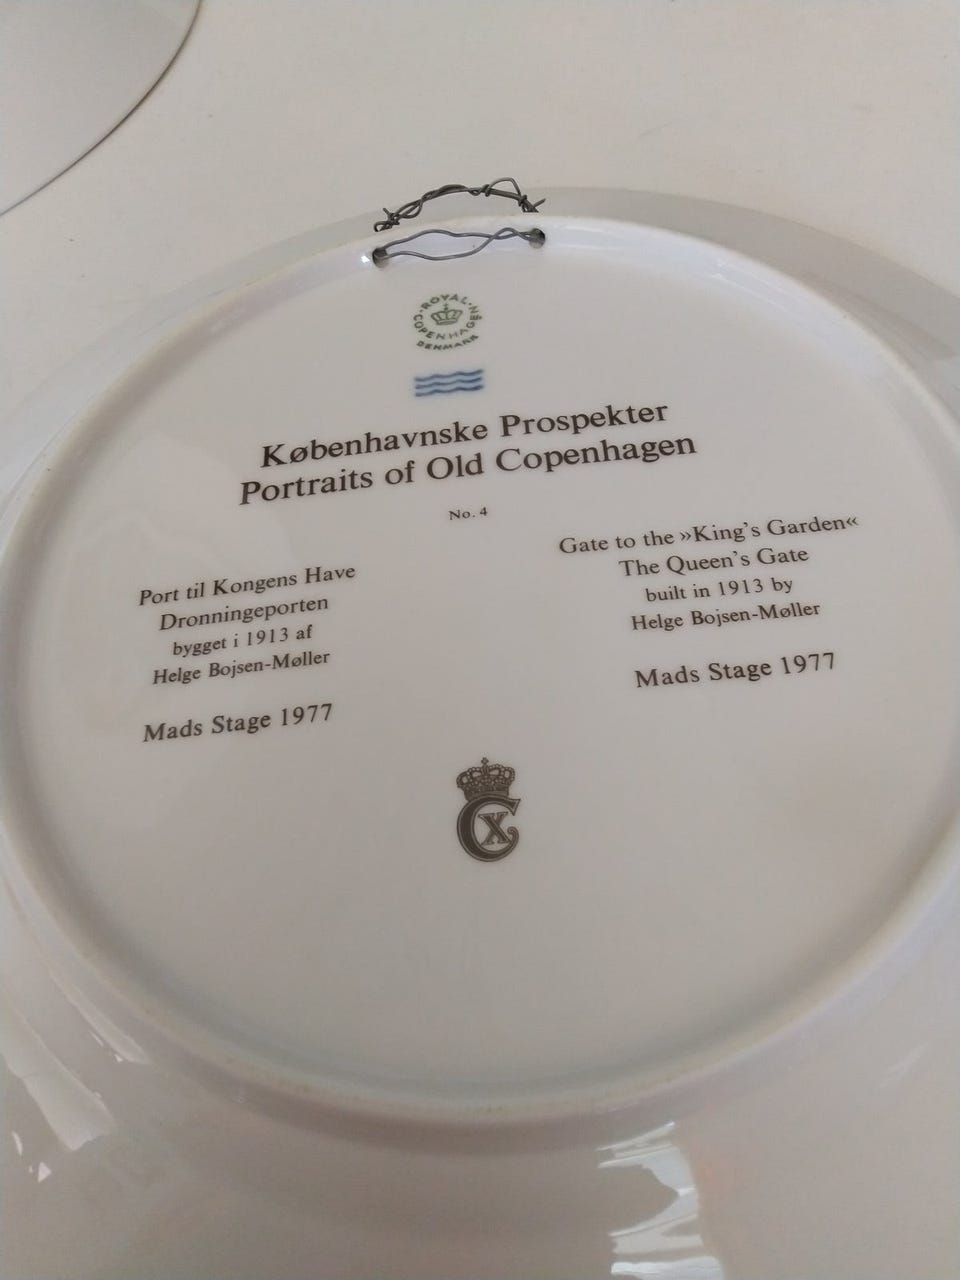 ROYAL COPENHAGEN
DENMARK
Københavnske Prospekter
Portraits of Old Copenhagen
No. 4
Port til Kongens Have
Dronningeporten
bygget i 1913 af
Helge Bojsen-Møller
Mads Stage 1977
Gate to the »King's Garden«
The Queen's Gate
built in 1913 by
Helge Bojsen-Møller
Mads Stage 1977
C X